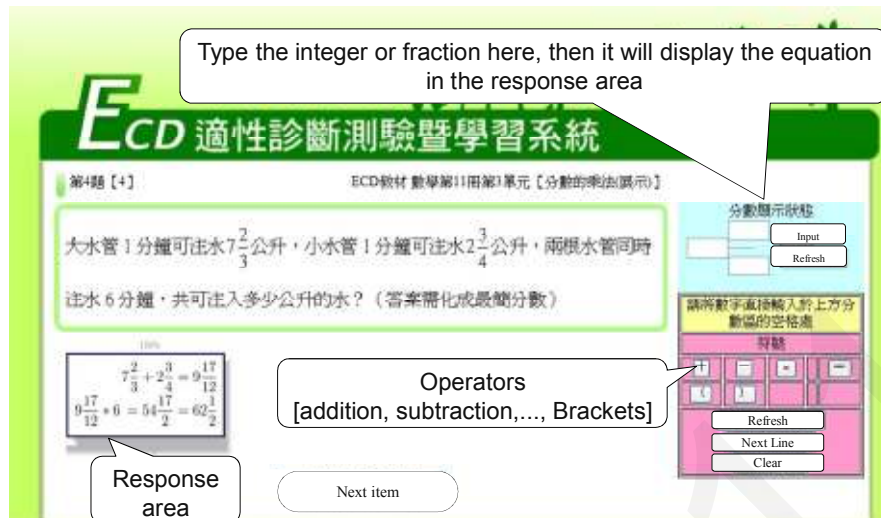 Type the integer or fraction here, then it will display the equation
in the response area
ECD 適性診斷測驗暨學習系統
第4題【4】
ECD教材 數學第11冊第3單元【分數的乘法(展示)】
分數顯示狀態
Input
Refresh
大水管1分鐘可注水7 2/3公升,小水管1分鐘可注水2 3/4公升,兩根水管同時
注水6分鐘,共可注入多少公升的水?(答案需化成最簡分數)
請將數字直接輸入於上方分
數區的空格處
符號
100%
7 2/3 + 2 3/4 = 9 17/12
9 17/12 * 6 = 54 17/2 = 62 1/2
Operators
[addition, subtraction,..., Brackets]
+ −
( )
Refresh
Next Line
Clear
Response
area
Next item